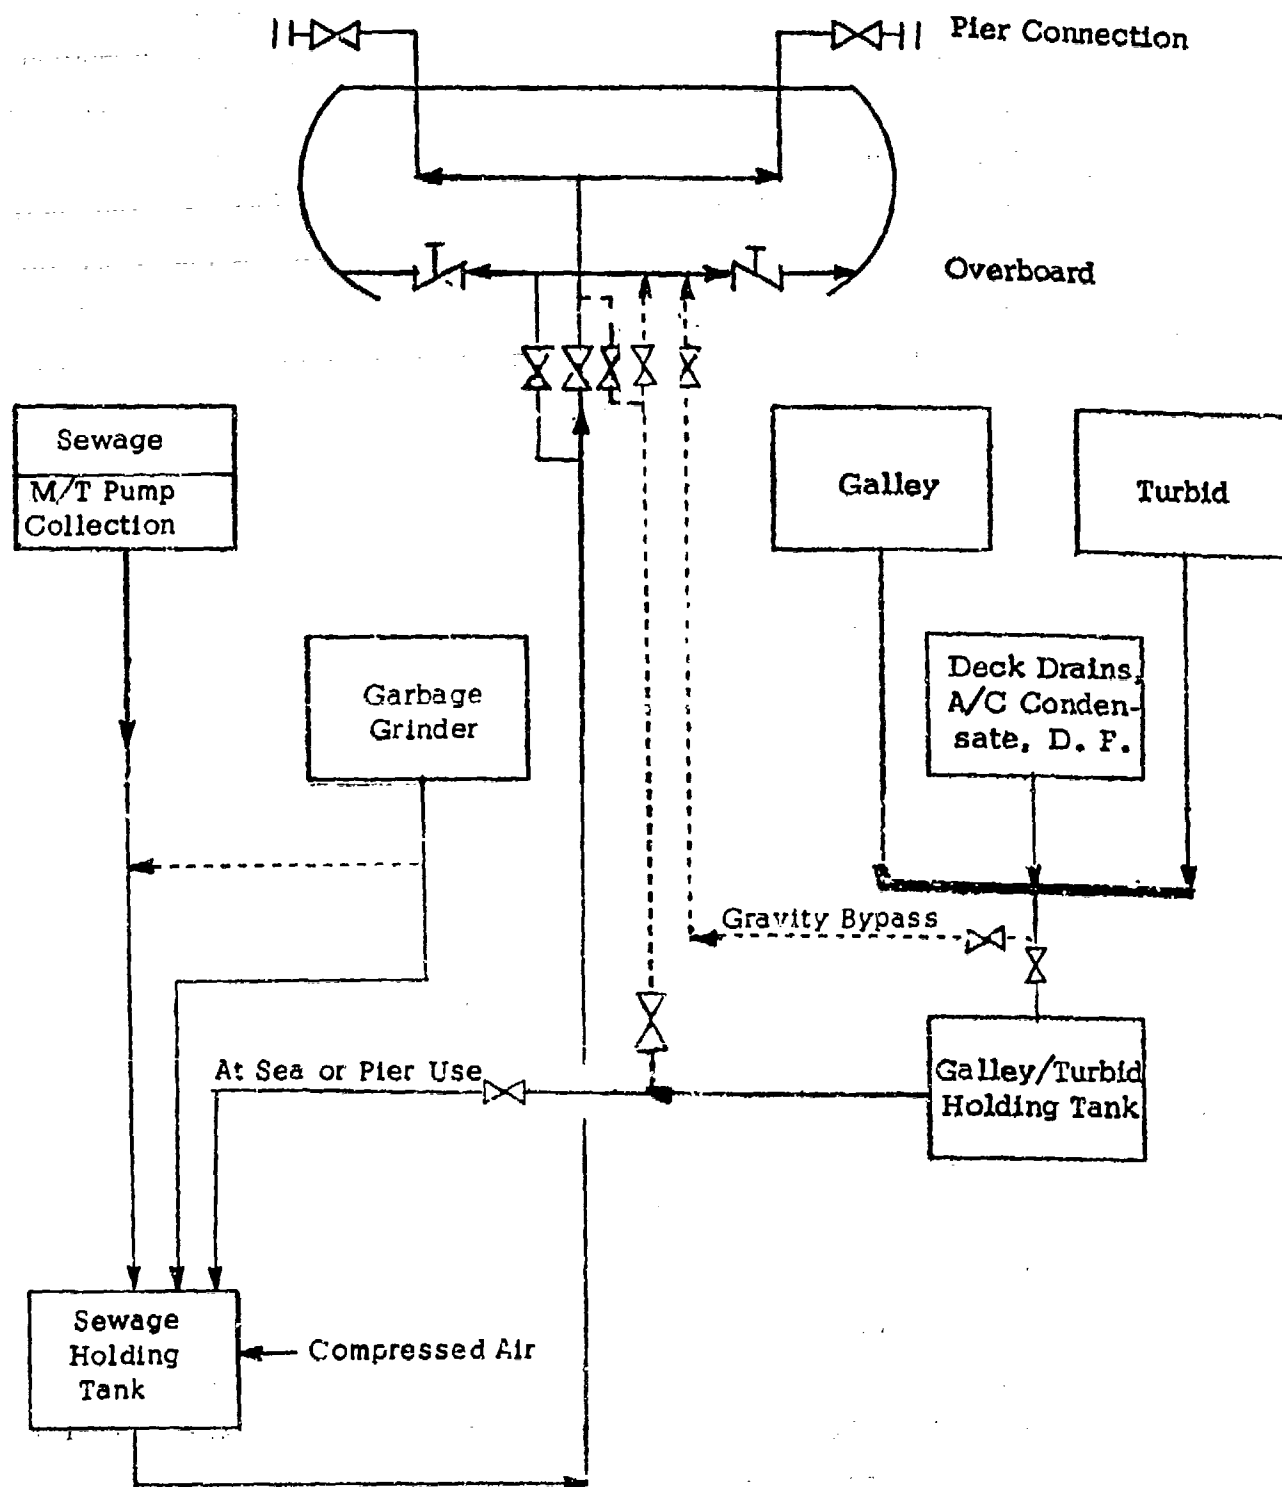 Pier Connection
Overboard
Sewage
M/T Pump
Collection
Galley
Turbid
Garbage
Grinder
Deck Drains,
A/C Conden-
sate, D. F.
Gravity Bypass
At Sea or Pier Use
Galley/Turbid
Holding Tank
Sewage
Holding
Tank
Compressed Air